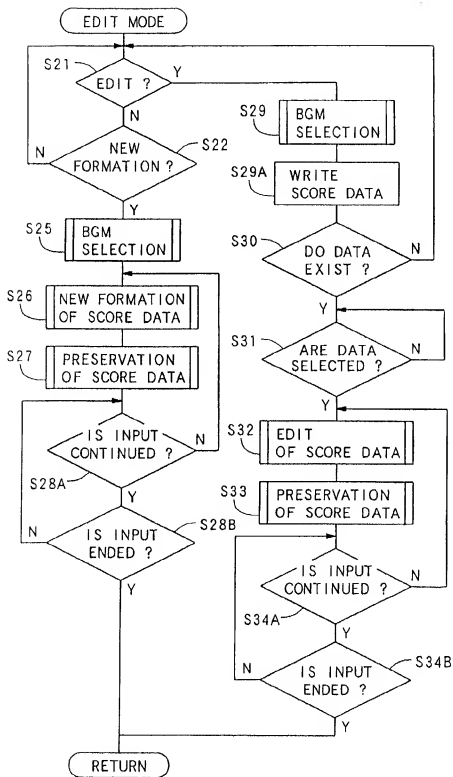 EDIT MODE
S21
EDIT ?
Y
N
S22
NEW
FORMATION ?
N
Y
S25
BGM
SELECTION
S26
NEW FORMATION
OF SCORE DATA
S27
PRESERVATION
OF SCORE DATA
IS INPUT
CONTINUED ?
N
S28A
Y
S28B
IS INPUT
ENDED ?
N
Y
S29
BGM
SELECTION
S29A
WRITE
SCORE DATA
S30
DO DATA
EXIST ?
N
Y
S31
ARE DATA
SELECTED ?
N
Y
S32
EDIT
OF SCORE DATA
S33
PRESERVATION
OF SCORE DATA
IS INPUT
CONTINUED ?
N
S34A
Y
S34B
IS INPUT
ENDED ?
N
Y
RETURN